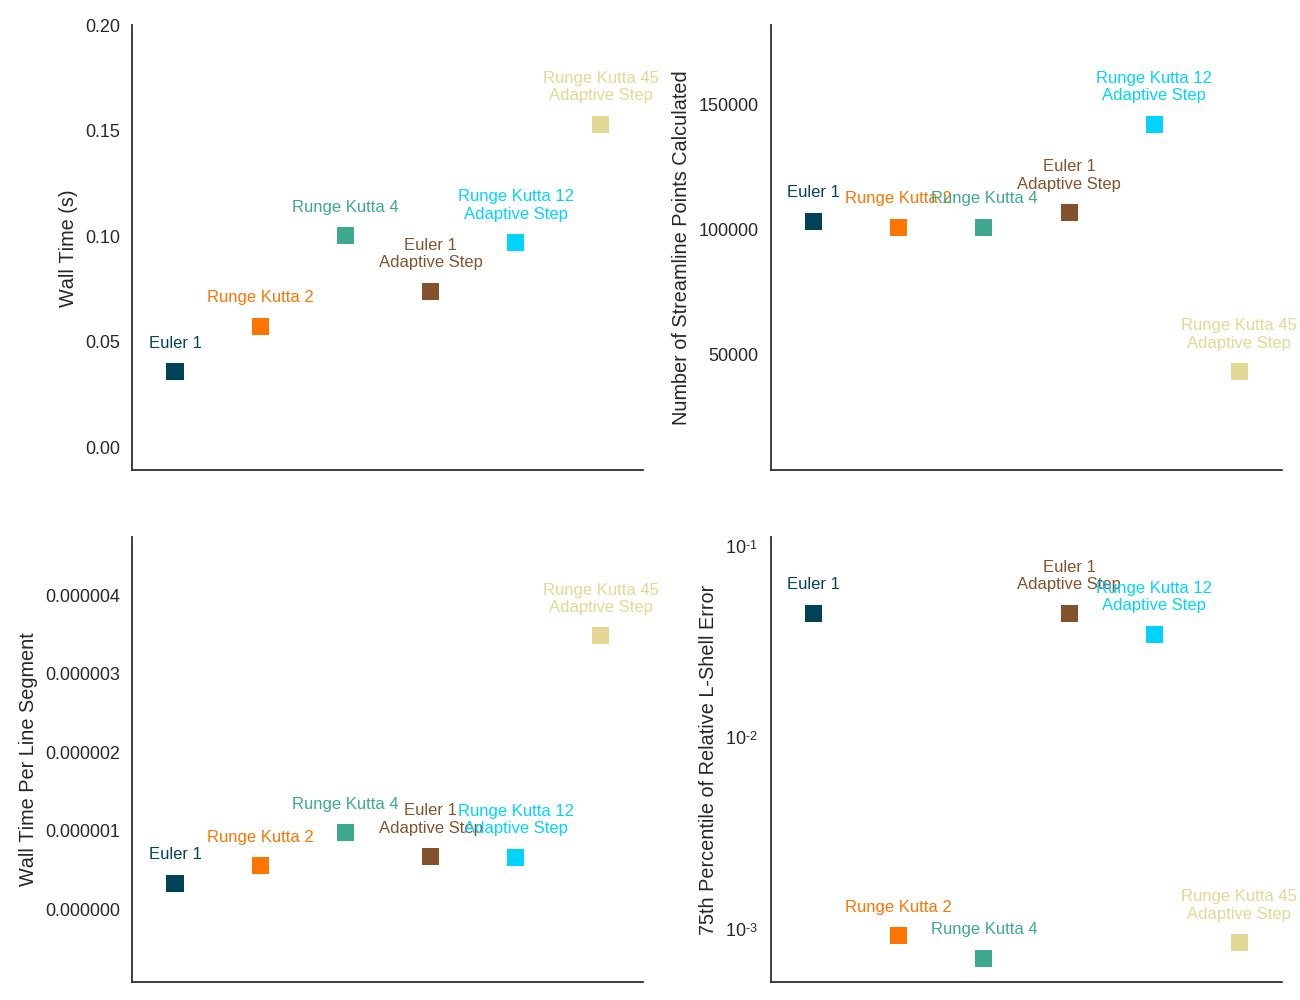 0.20
0.15
0.10
0.05
0.00
Wall Time (s)
Euler 1
Runge Kutta 2
Runge Kutta 4
Euler 1
Adaptive Step
Runge Kutta 12
Adaptive Step
Runge Kutta 45
Adaptive Step
150000
100000
50000
Number of Streamline Points Calculated
Euler 1
Runge Kutta 2
Runge Kutta 4
Euler 1
Adaptive Step
Runge Kutta 12
Adaptive Step
Runge Kutta 45
Adaptive Step
0.000004
0.000003
0.000002
0.000001
0.000000
Wall Time Per Line Segment
Euler 1
Runge Kutta 2
Runge Kutta 4
Euler 1
Adaptive Step
Runge Kutta 12
Adaptive Step
Runge Kutta 45
Adaptive Step
10-1
10-2
10-3
75th Percentile of Relative L-Shell Error
Euler 1
Runge Kutta 2
Runge Kutta 4
Euler 1
Adaptive Step
Runge Kutta 12
Adaptive Step
Runge Kutta 45
Adaptive Step